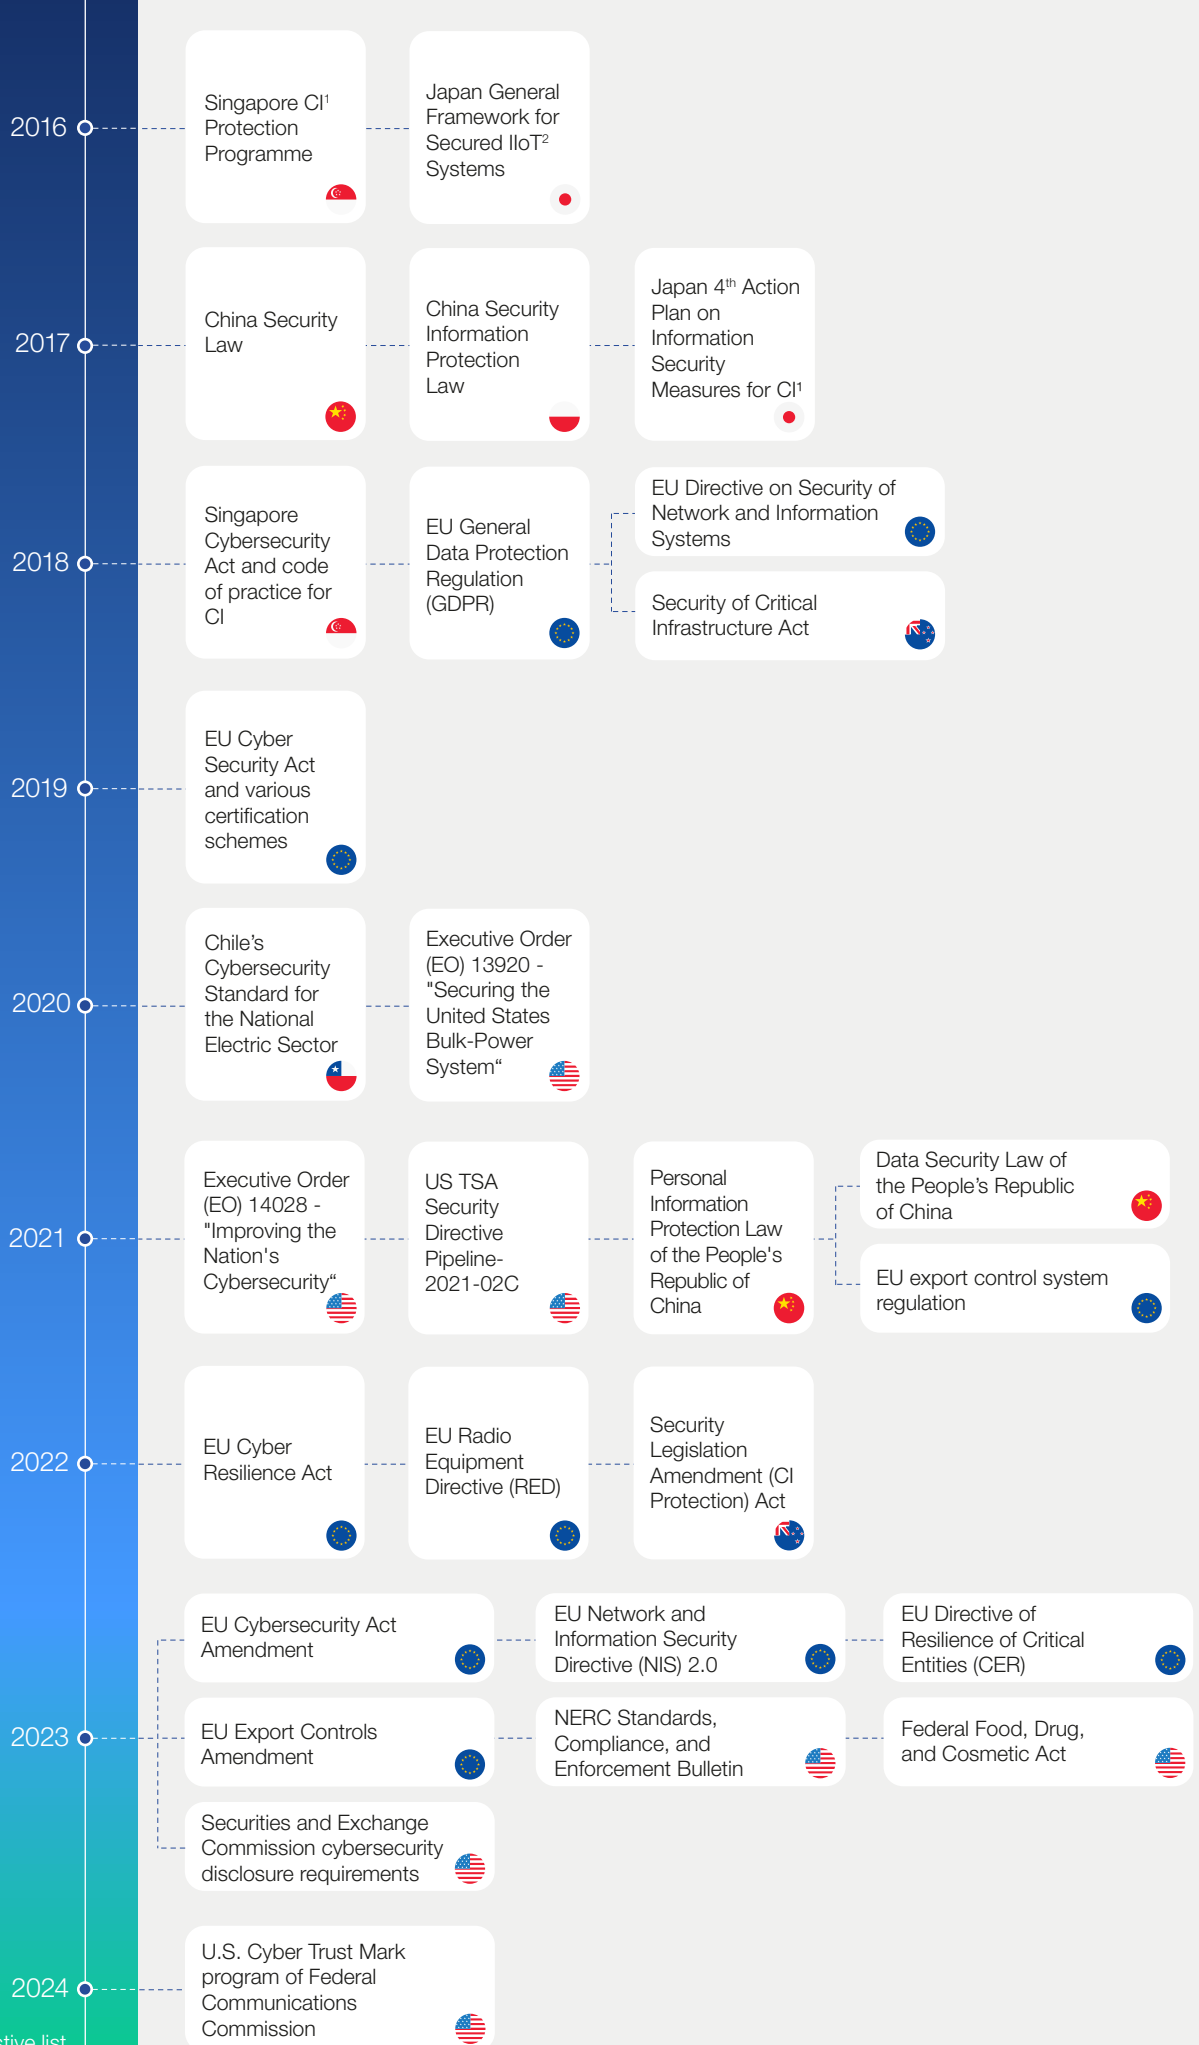 2016
Singapore CI¹
Protection
Programme
Japan General
Framework for
Secured IIoT²
Systems
2017
China Security
Law
China Security
Information
Protection
Law
Japan 4th Action
Plan on
Information
Security
Measures for CI¹
2018
Singapore
Cybersecurity
Act and code
of practice for
CI
EU General
Data Protection
Regulation
(GDPR)
EU Directive on Security of
Network and Information
Systems
Security of Critical
Infrastructure Act
2019
EU Cyber
Security Act
and various
certification
schemes
2020
Chile’s
Cybersecurity
Standard for
the National
Electric Sector
Executive Order
(EO) 13920 -
"Securing the
United States
Bulk-Power
System“
2021
Executive Order
(EO) 14028 -
"Improving the
Nation's
Cybersecurity“
US TSA
Security
Directive
Pipeline-
2021-02C
Personal
Information
Protection Law
of the People's
Republic of
China
Data Security Law of
the People’s Republic
of China
EU export control system
regulation
2022
EU Cyber
Resilience Act
EU Radio
Equipment
Directive (RED)
Security
Legislation
Amendment (CI
Protection) Act
2023
EU Cybersecurity Act
Amendment
EU Network and
Information Security
Directive (NIS) 2.0
EU Directive of
Resilience of Critical
Entities (CER)
EU Export Controls
Amendment
NERC Standards,
Compliance, and
Enforcement Bulletin
Federal Food, Drug,
and Cosmetic Act
Securities and Exchange
Commission cybersecurity
disclosure requirements
2024
U.S. Cyber Trust Mark
program of Federal
Communications
Commission
list